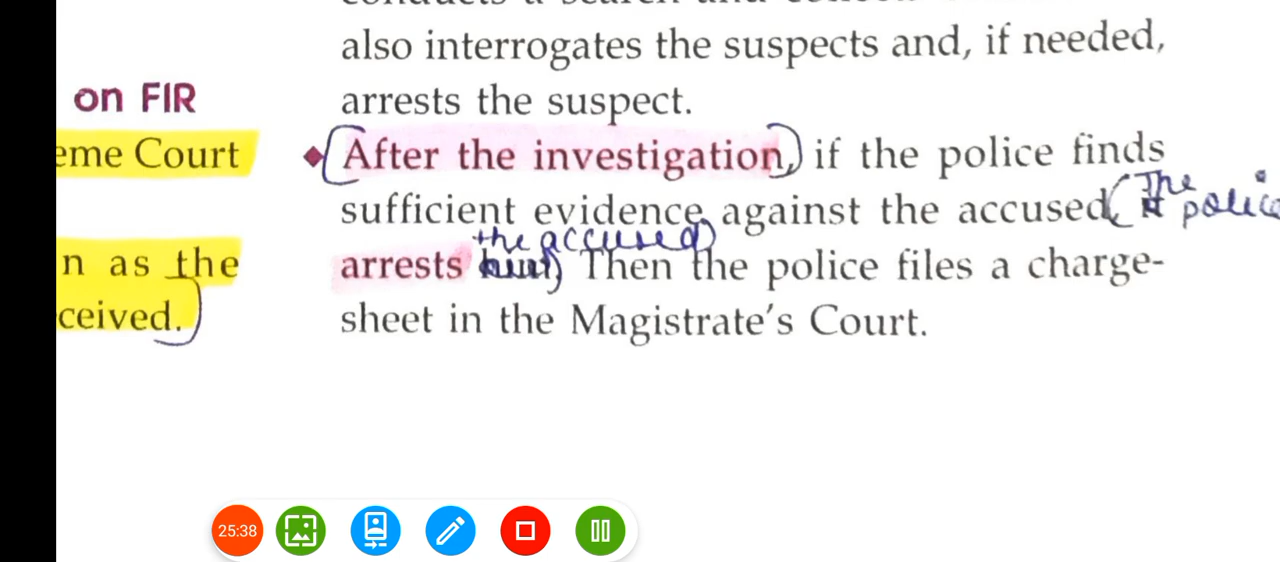 also interrogates the suspects and, if needed,
on FIR
arrests the suspect.
eme Court
After the investigation, if the police finds
sufficient evidence against the accused (The polic
the accused)
n as the
arrests him) Then the police files a charge-
ceived.)
sheet in the Magistrate's Court.
25:38